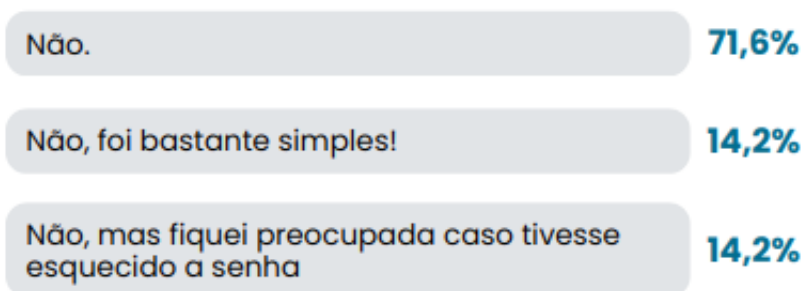 Não. 71,6%
Não, foi bastante simples! 14,2%
Não, mas fiquei preocupada caso tivesse
esquecido a senha 14,2%